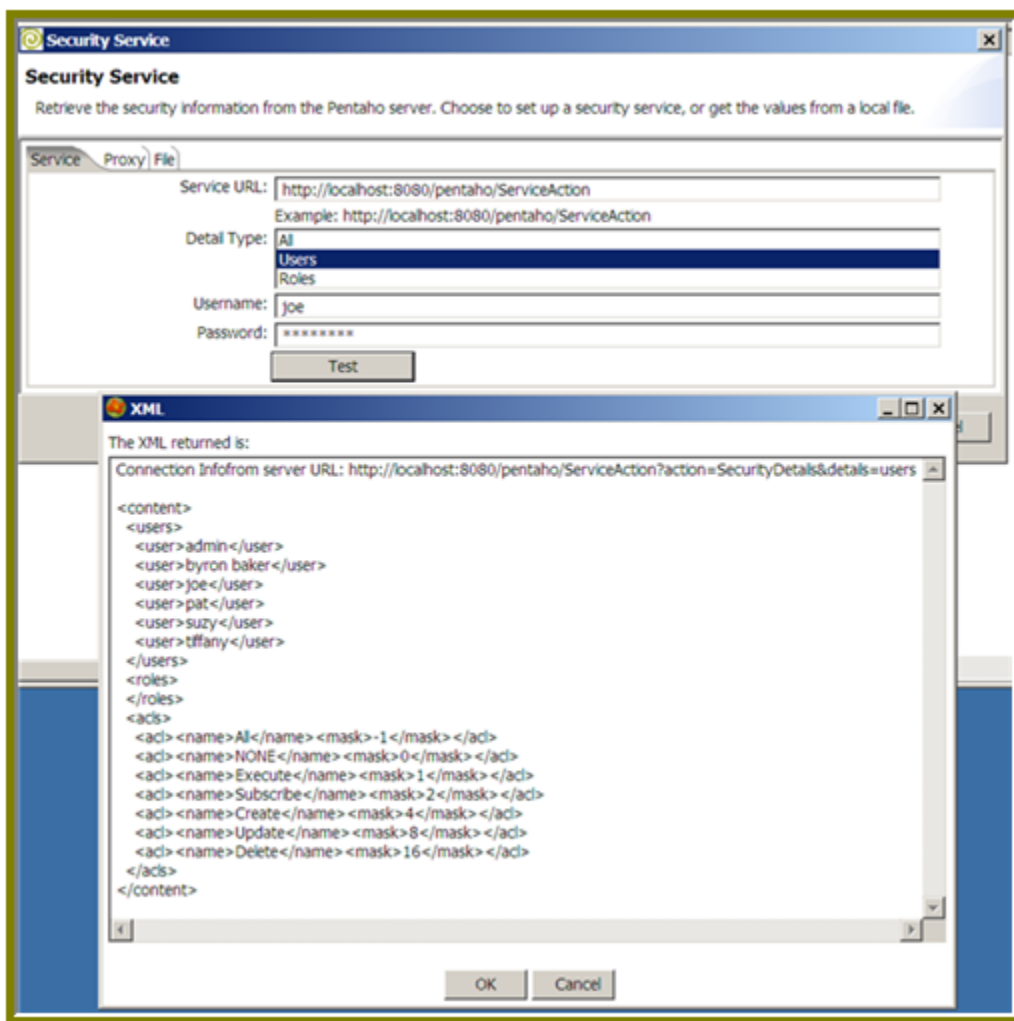 Security Service
Security Service
Retrieve the security information from the Pentaho server. Choose to set up a security service, or get the values from a local file.
Service Proxy File
Service URL: http://localhost:8080/pentaho/ServiceAction
Example: http://localhost:8080/pentaho/ServiceAction
Detail Type: All
Users
Roles
Username: joe
Password: ********
Test
XML
The XML returned is:
Connection Infofrom server URL: http://localhost:8080/pentaho/ServiceAction?action=SecurityDetails&details=users
<content>
<users>
<user>admin</user>
<user>byron baker</user>
<user>joe</user>
<user>pat</user>
<user>suzy</user>
<user>tiffany</user>
</users>
<roles>
</roles>
<acls>
<acl><name>All</name><mask>-1</mask></acl>
<acl><name>NONE</name><mask>0</mask></acl>
<acl><name>Execute</name><mask>1</mask></acl>
<acl><name>Subscribe</name><mask>2</mask></acl>
<acl><name>Create</name><mask>4</mask></acl>
<acl><name>Update</name><mask>8</mask></acl>
<acl><name>Delete</name><mask>16</mask></acl>
</acls>
</content>
OK Cancel